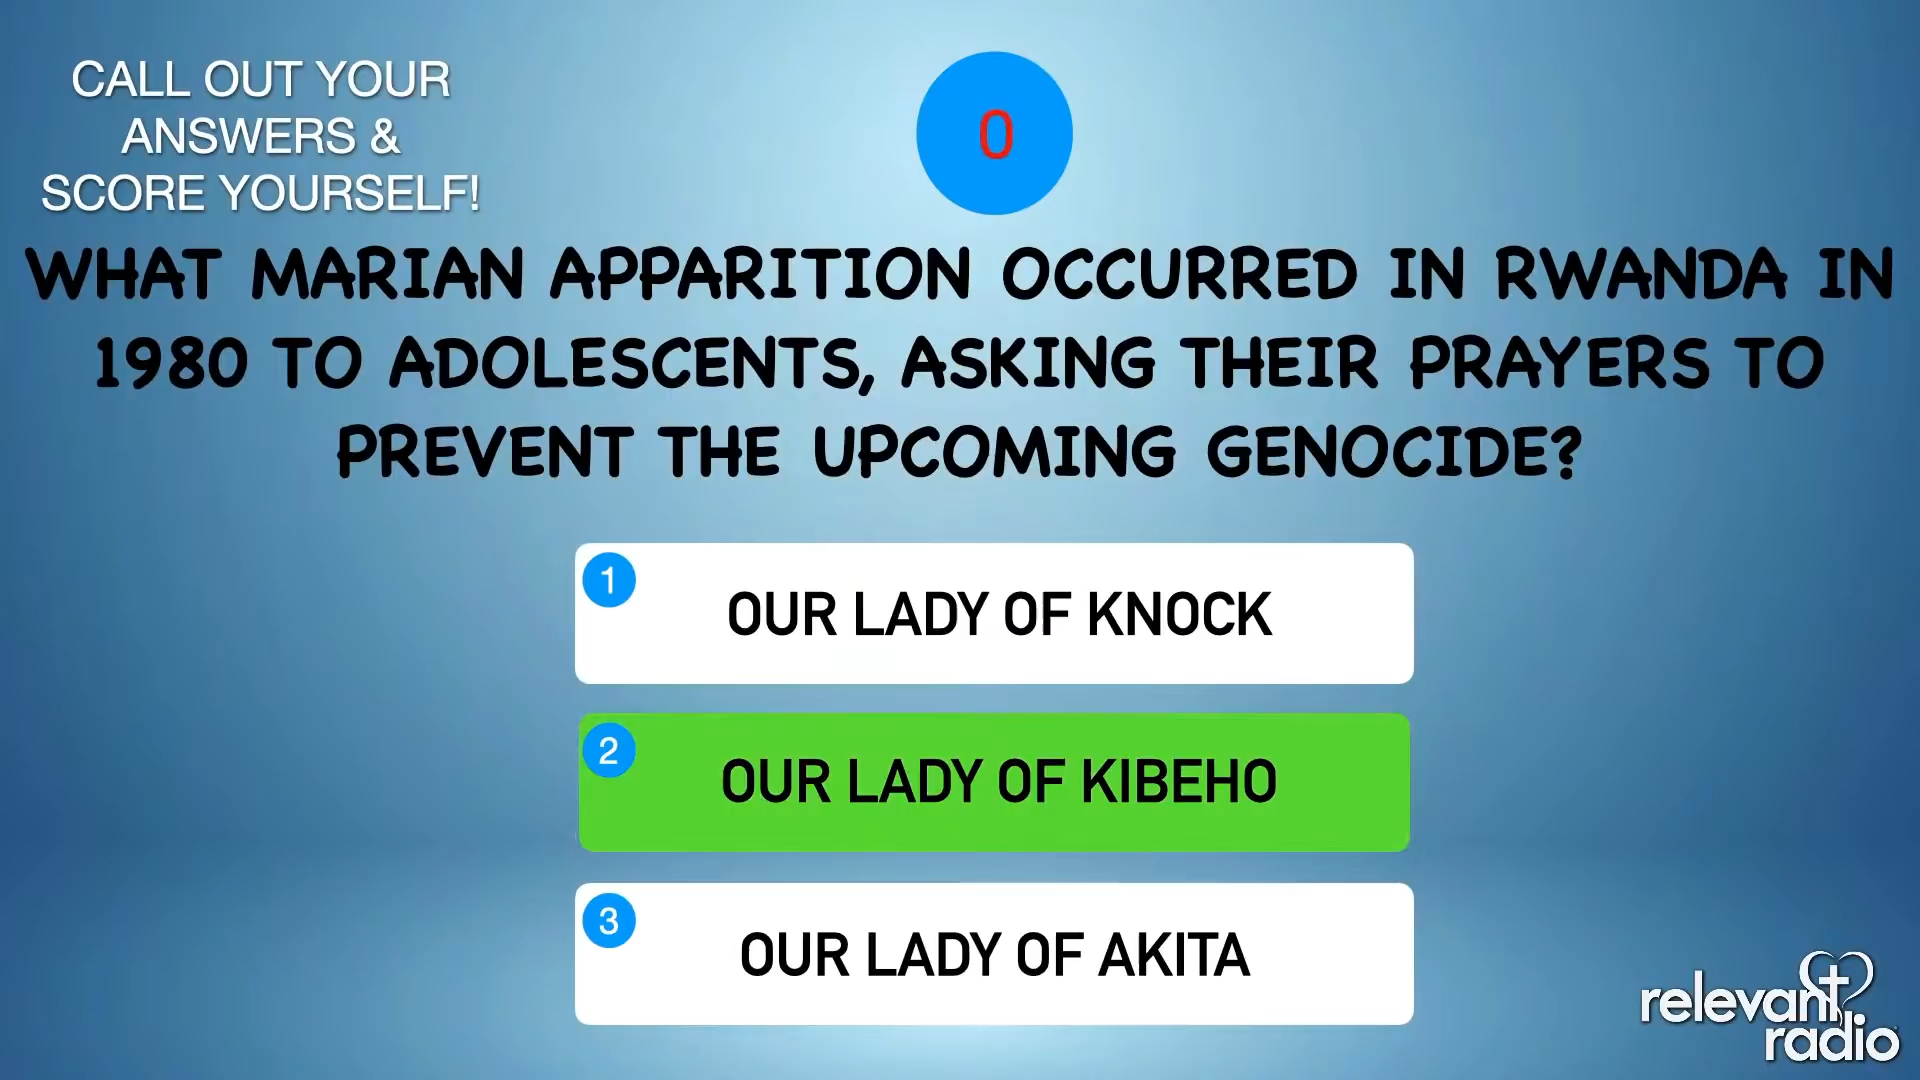 CALL OUT YOUR
ANSWERS &
SCORE YOURSELF!
0
WHAT MARIAN APPARITION OCCURRED IN RWANDA IN
1980 TO ADOLESCENTS, ASKING THEIR PRAYERS TO
PREVENT THE UPCOMING GENOCIDE?
1
OUR LADY OF KNOCK
2
OUR LADY OF KIBEHO
3
OUR LADY OF AKITA
relevant
radio